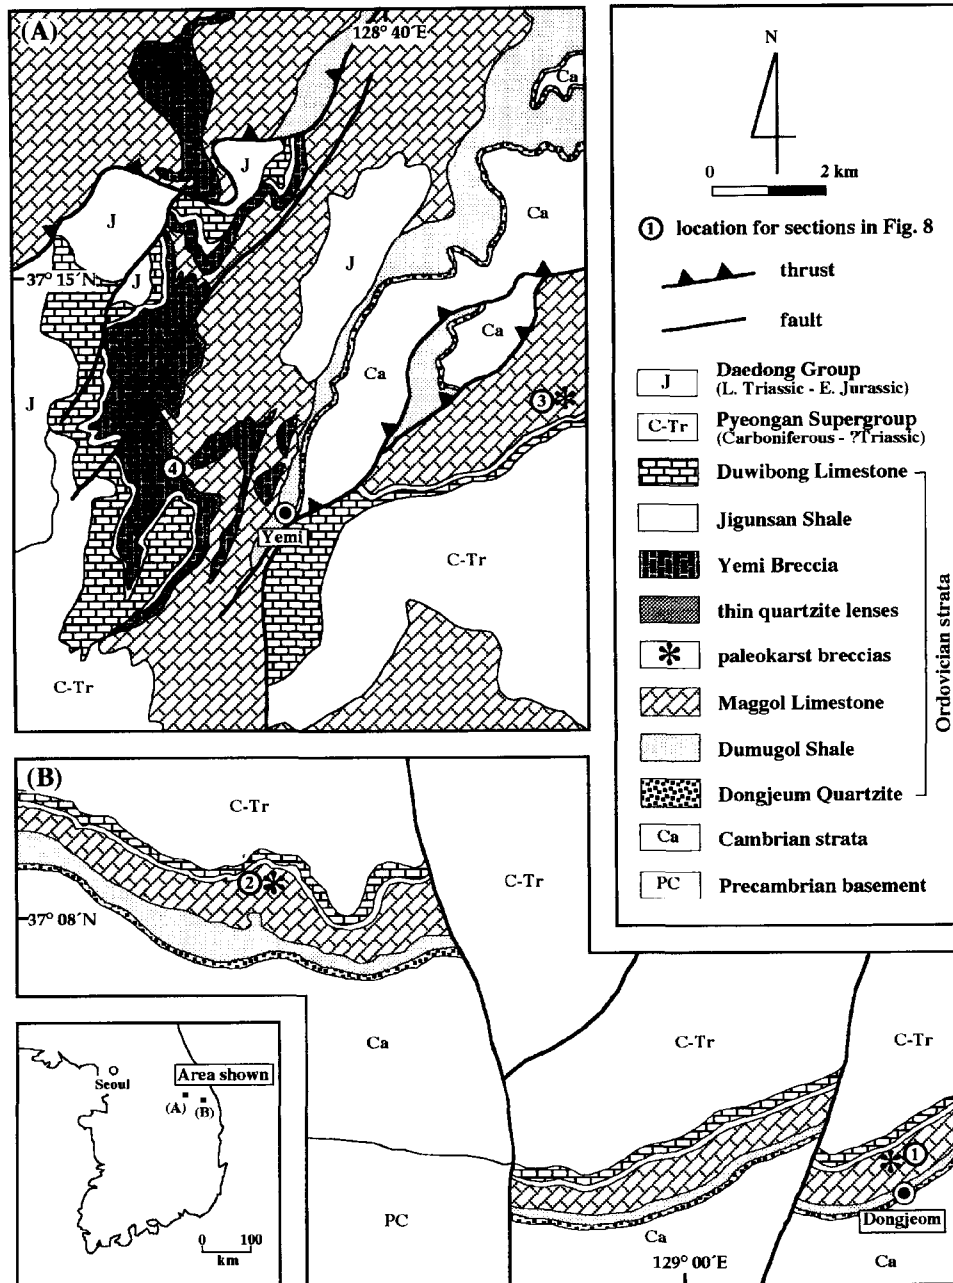 (A)
128° 40´E
Ca
J
J
Ca
37° 15´N
J
J
Ca
Ca
J
3
4
Yemi
C-Tr
C-Tr
N
0 2 km
1 location for sections in Fig. 8
thrust
fault
J Daedong Group
(L. Triassic - E. Jurassic)
C-Tr Pyeongan Supergroup
(Carboniferous - ?Triassic)
Duwibong Limestone
Jigunsan Shale
Yemi Breccia
thin quartzite lenses
paleokarst breccias
Maggol Limestone
Dumugol Shale
Dongjeum Quartzite
Ordovician strata
Ca Cambrian strata
PC Precambrian basement
(B)
C-Tr
C-Tr
2
37° 08´N
Ca
C-Tr
C-Tr
1
Dongjeom
PC
Ca
129° 00´E
Ca
Seoul
Area shown
(A)
(B)
0 100
km